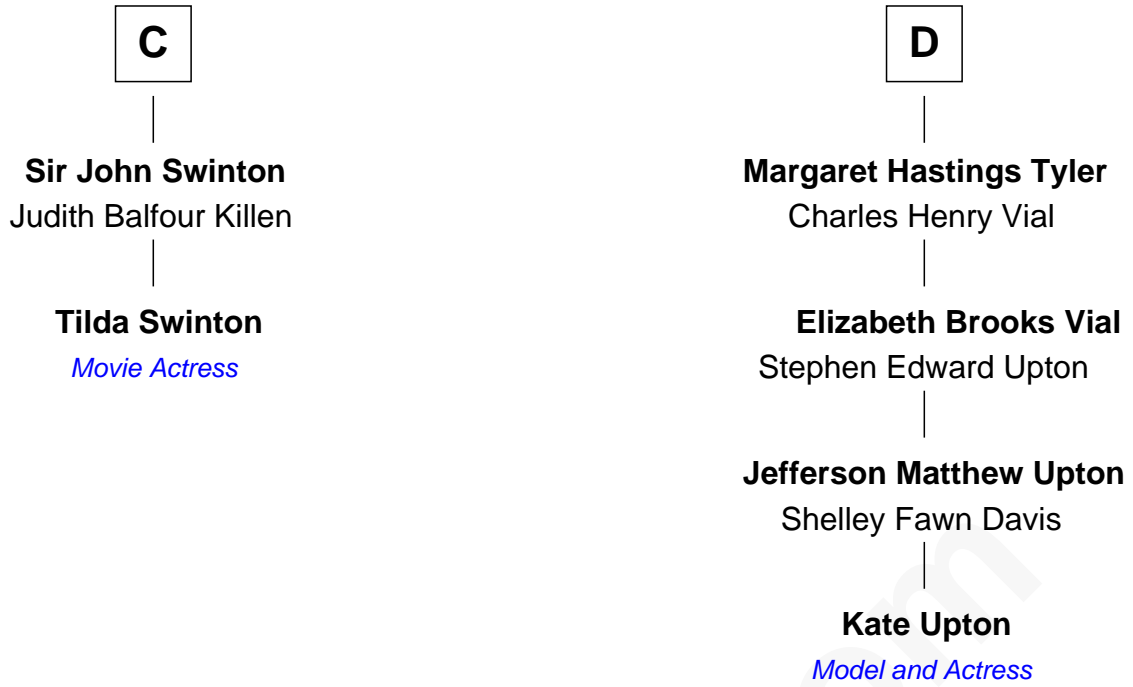 C
Sir John Swinton
Judith Balfour Killen
Tilda Swinton
Movie Actress
D
Margaret Hastings Tyler
Charles Henry Vial
Elizabeth Brooks Vial
Stephen Edward Upton
Jefferson Matthew Upton
Shelley Fawn Davis
Kate Upton
Model and Actress